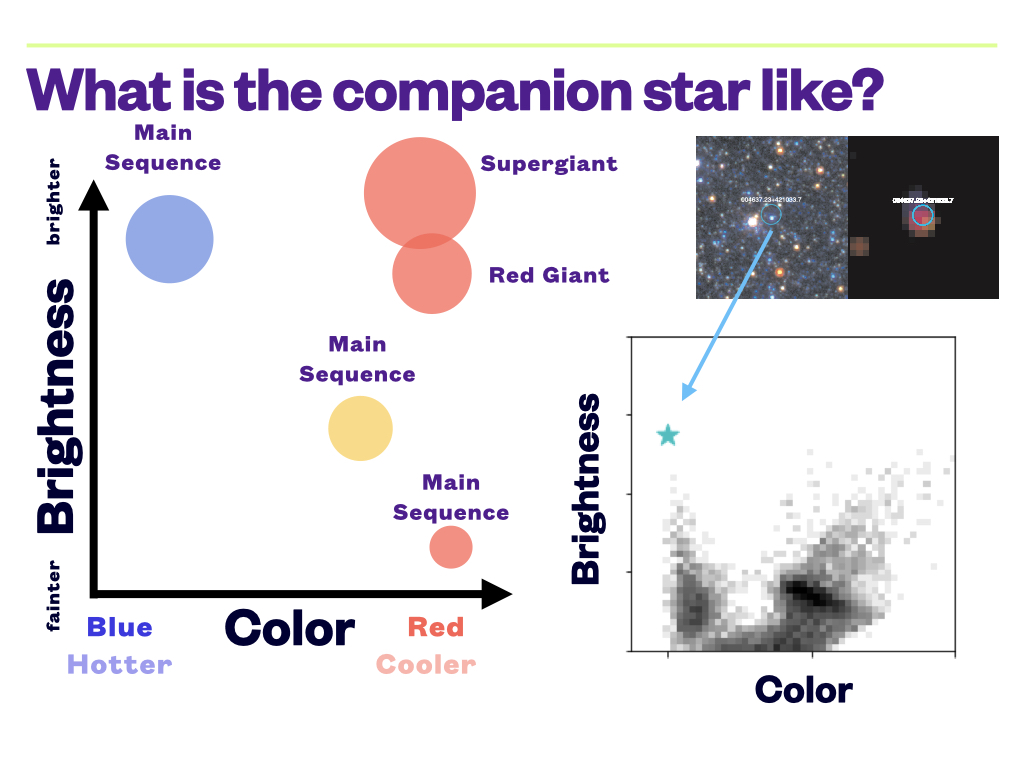 What is the companion star like?
Main
Sequence
Supergiant
Red Giant
Main
Sequence
Main
Sequence
brighter
Brightness
fainter
Blue
Hotter
Color
Red
Cooler
004637.23+421033.7
Brightness
Color